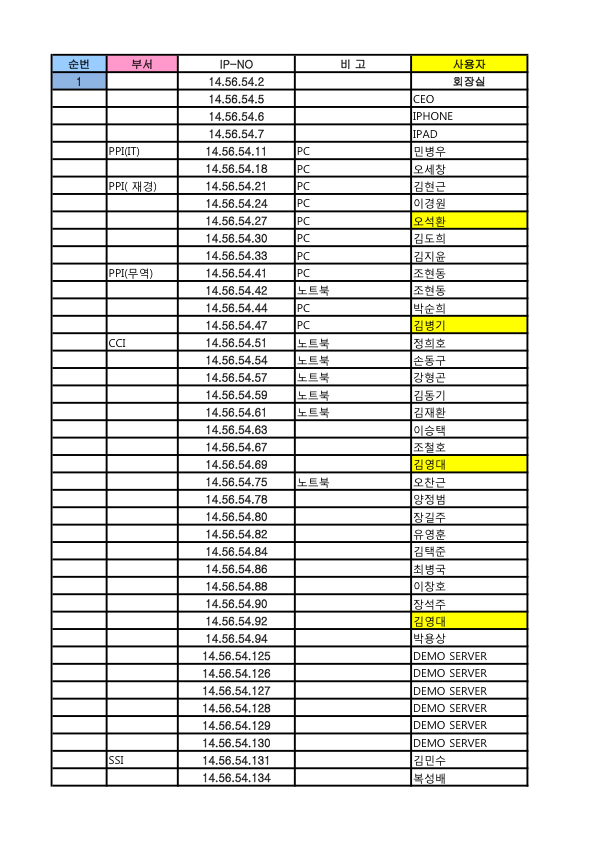 순번 부서 IP-NO 비 고 사용자
1 14.56.54.2 회장실
14.56.54.5 CEO
14.56.54.6 IPHONE
14.56.54.7 IPAD
PPI(IT) 14.56.54.11 PC 민병우
14.56.54.18 PC 오세창
PPI( 재경) 14.56.54.21 PC 김현근
14.56.54.24 PC 이경원
14.56.54.27 PC 오석환
14.56.54.30 PC 김도희
14.56.54.33 PC 김지윤
PPI(무역) 14.56.54.41 PC 조현동
14.56.54.42 노트북 조현동
14.56.54.44 PC 박순희
14.56.54.47 PC 김병기
CCI 14.56.54.51 노트북 정희호
14.56.54.54 노트북 손동구
14.56.54.57 노트북 강형곤
14.56.54.59 노트북 김동기
14.56.54.61 노트북 김재환
14.56.54.63 이승택
14.56.54.67 조철호
14.56.54.69 김영대
14.56.54.75 노트북 오찬근
14.56.54.78 양정범
14.56.54.80 장길주
14.56.54.82 유영훈
14.56.54.84 김택준
14.56.54.86 최병국
14.56.54.88 이창호
14.56.54.90 장석주
14.56.54.92 김영대
14.56.54.94 박용상
14.56.54.125 DEMO SERVER
14.56.54.126 DEMO SERVER
14.56.54.127 DEMO SERVER
14.56.54.128 DEMO SERVER
14.56.54.129 DEMO SERVER
14.56.54.130 DEMO SERVER
SSI 14.56.54.131 김민수
14.56.54.134 복성배